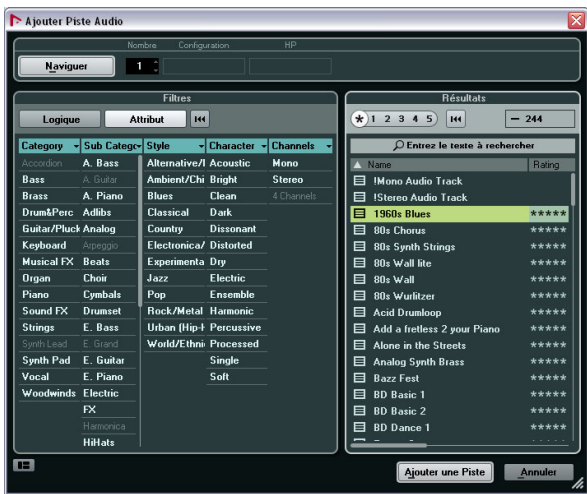 Ajouter Piste Audio
Nombre Configuration HP
Naviguer 1
Filtres
Logique Attribut
Category Sub Catego Style Character Channels
Accordion A. Bass Alternative/I Acoustic Mono
Bass A. Guitar Ambient/Chi Bright Stereo
Brass A. Piano Blues Clean 4 Channels
Drum&Perc Adlibs Classical Dark
Guitar/Pluck Analog Country Dissonant
Keyboard Arpeggio Electronica/ Distorted
Musical FX Beats Experimenta Dry
Organ Choir Jazz Electric
Piano Cymbals Pop Ensemble
Sound FX Drumset Rock/Metal Harmonic
Strings E. Bass Urban (Hip-H Percussive
Synth Lead E. Grand World/Ethni Processed
Synth Pad E. Guitar Single
Vocal E. Piano Soft
Woodwinds Electric
FX
Harmonica
HiHats
Résultats
1 2 3 4 5 244
Entrez le texte à rechercher
Name Rating
!Mono Audio Track *****
!Stereo Audio Track *****
1960s Blues *****
80s Chorus *****
80s Synth Strings *****
80s Wall lite *****
80s Wall *****
80s Wurlitzer *****
Acid Drumloop *****
Add a fretless 2 your Piano *****
Alone in the Streets *****
Analog Synth Brass *****
Bazz Fest *****
BD Basic 1 *****
BD Basic 2 *****
BD Dance 1 *****
Ajouter une Piste Annuler